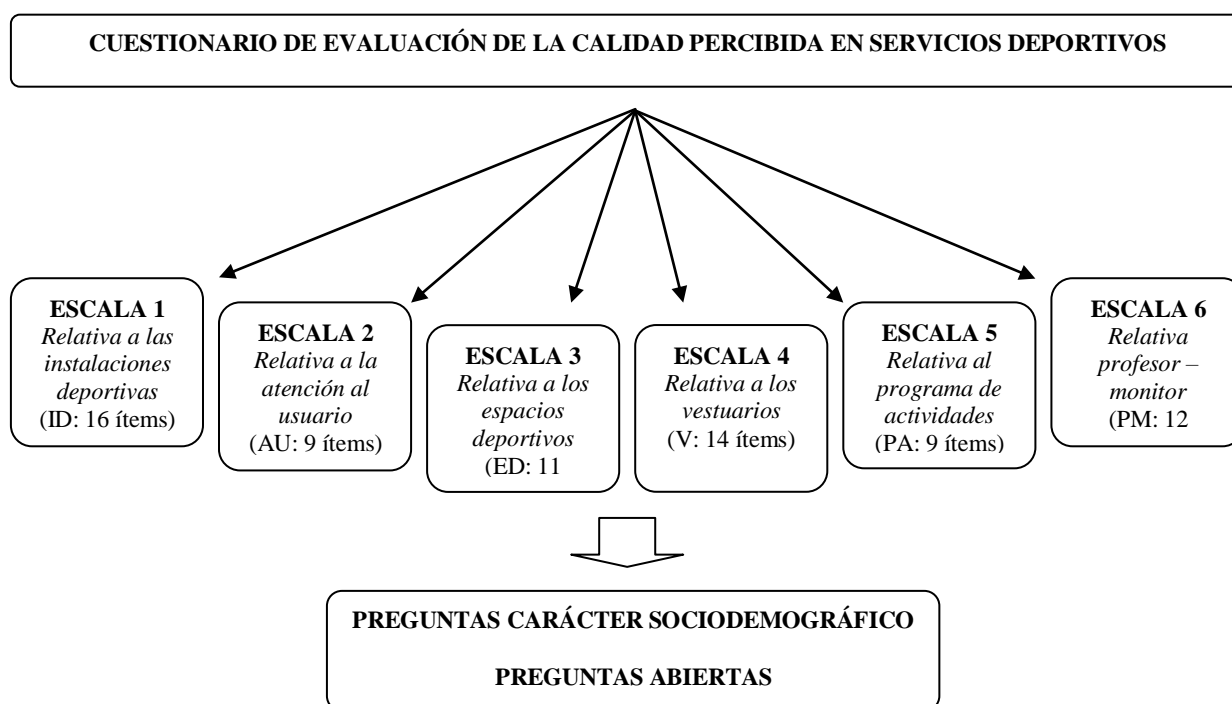 CUESTIONARIO DE EVALUACIÓN DE LA CALIDAD PERCIBIDA EN SERVICIOS DEPORTIVOS
ESCALA 1
Relativa a las
instalaciones
deportivas
(ID: 16 ítems)
ESCALA 2
Relativa a la
atención al
usuario
(AU: 9 ítems)
ESCALA 3
Relativa a los
espacios
deportivos
(ED: 11
ESCALA 4
Relativa a los
vestuarios
(V: 14 ítems)
ESCALA 5
Relativa al
programa de
actividades
(PA: 9 ítems)
ESCALA 6
Relativa
profesor –
monitor
(PM: 12
PREGUNTAS CARÁCTER SOCIODEMOGRÁFICO
PREGUNTAS ABIERTAS